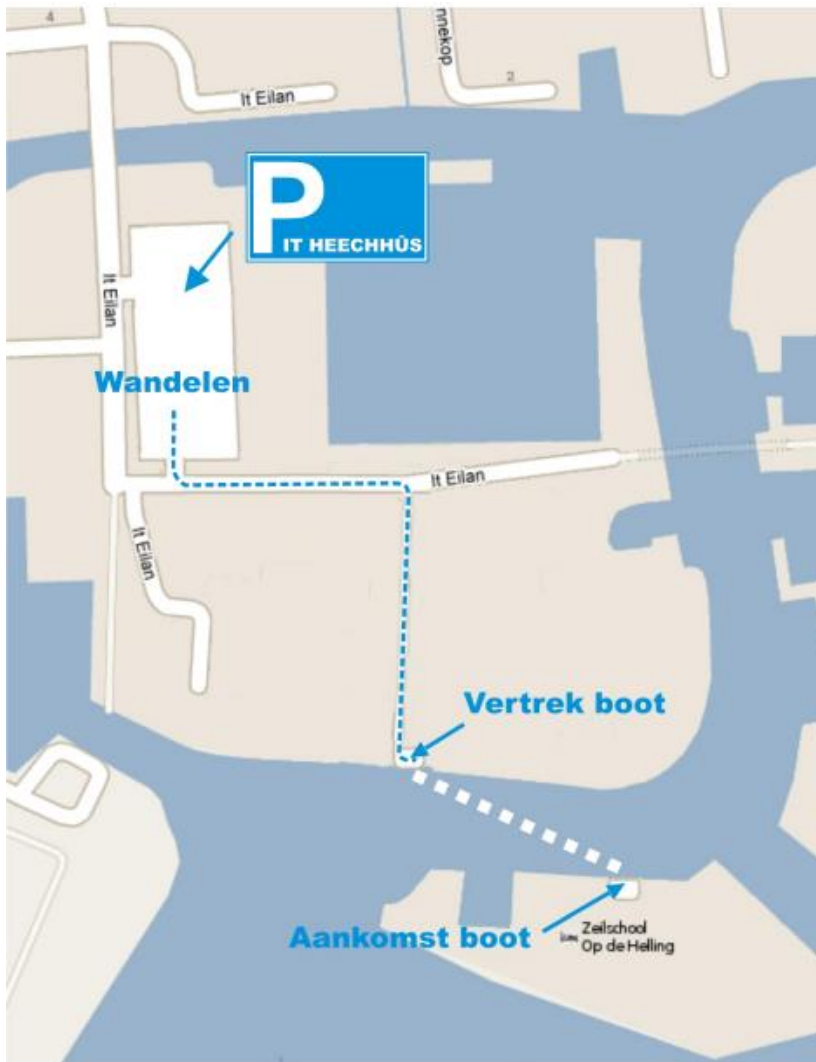 4
It Eilan
nnekop
2
P
IT HEECHHÛS
It Eilan
Wandelen
It Eilan
It Eilan
Vertrek boot
Aankomst boot
Zeilschool
Op de Helling